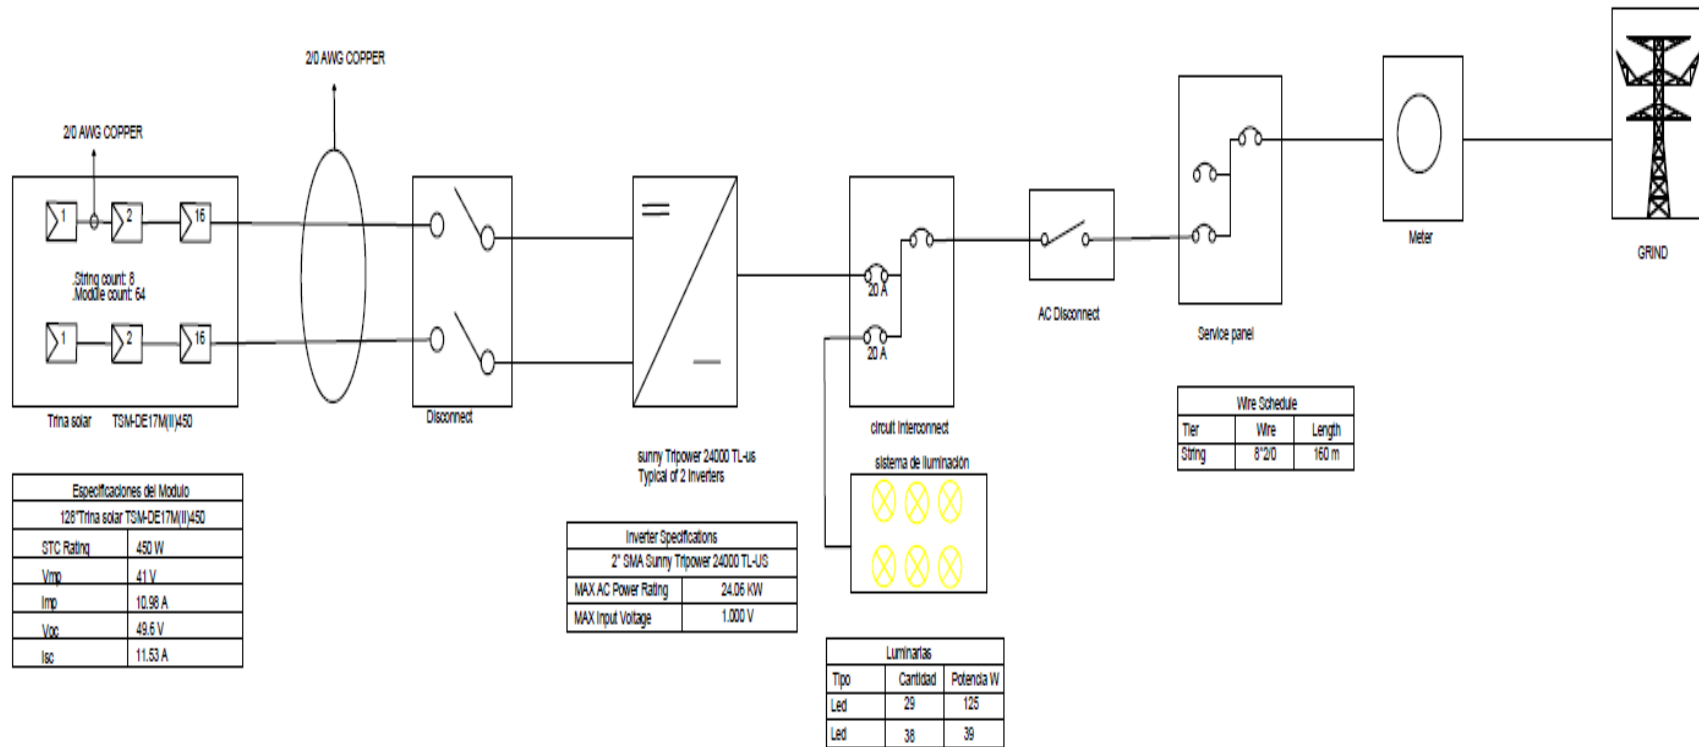 2/0 AWG COPPER
2/0 AWG COPPER
1
2
16
.String count: 8
.Module count: 64
1
2
16
Trina solar TSM-DE17M(II)450
Disconnect
sunny Tripower 24000 TL-us
Typical of 2 Inverters
20 A
20 A
circuit Interconnect
sistema de iluminación
AC Disconnect
Service panel
Meter
GRIND
Wire Schedule
Tier Wire Length
String 8*2/0 160 m
Especificaciones del Modulo
128*Trina solar TSM-DE17M(II)450
STC Rating 450 W
Vmp 41 V
Imp 10.98 A
Voc 49.6 V
Isc 11.53 A
Inverter Specifications
2* SMA Sunny Tripower 24000 TL-US
MAX AC Power Rating 24.06 KW
MAX Input Voltage 1.000 V
Luminarias
Tipo Cantidad Potencia W
Led 29 125
Led 38 39